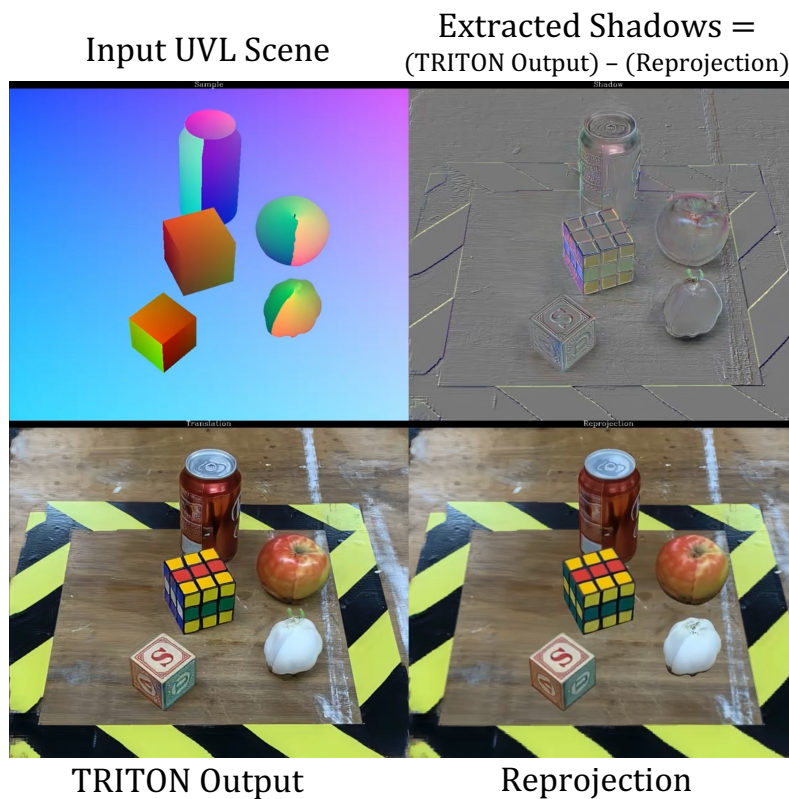 Input UVL Scene
Extracted Shadows =
(TRITON Output) – (Reprojection)
Sample
Shadow
Translation
Reprojection
S
S
TRITON Output
Reprojection